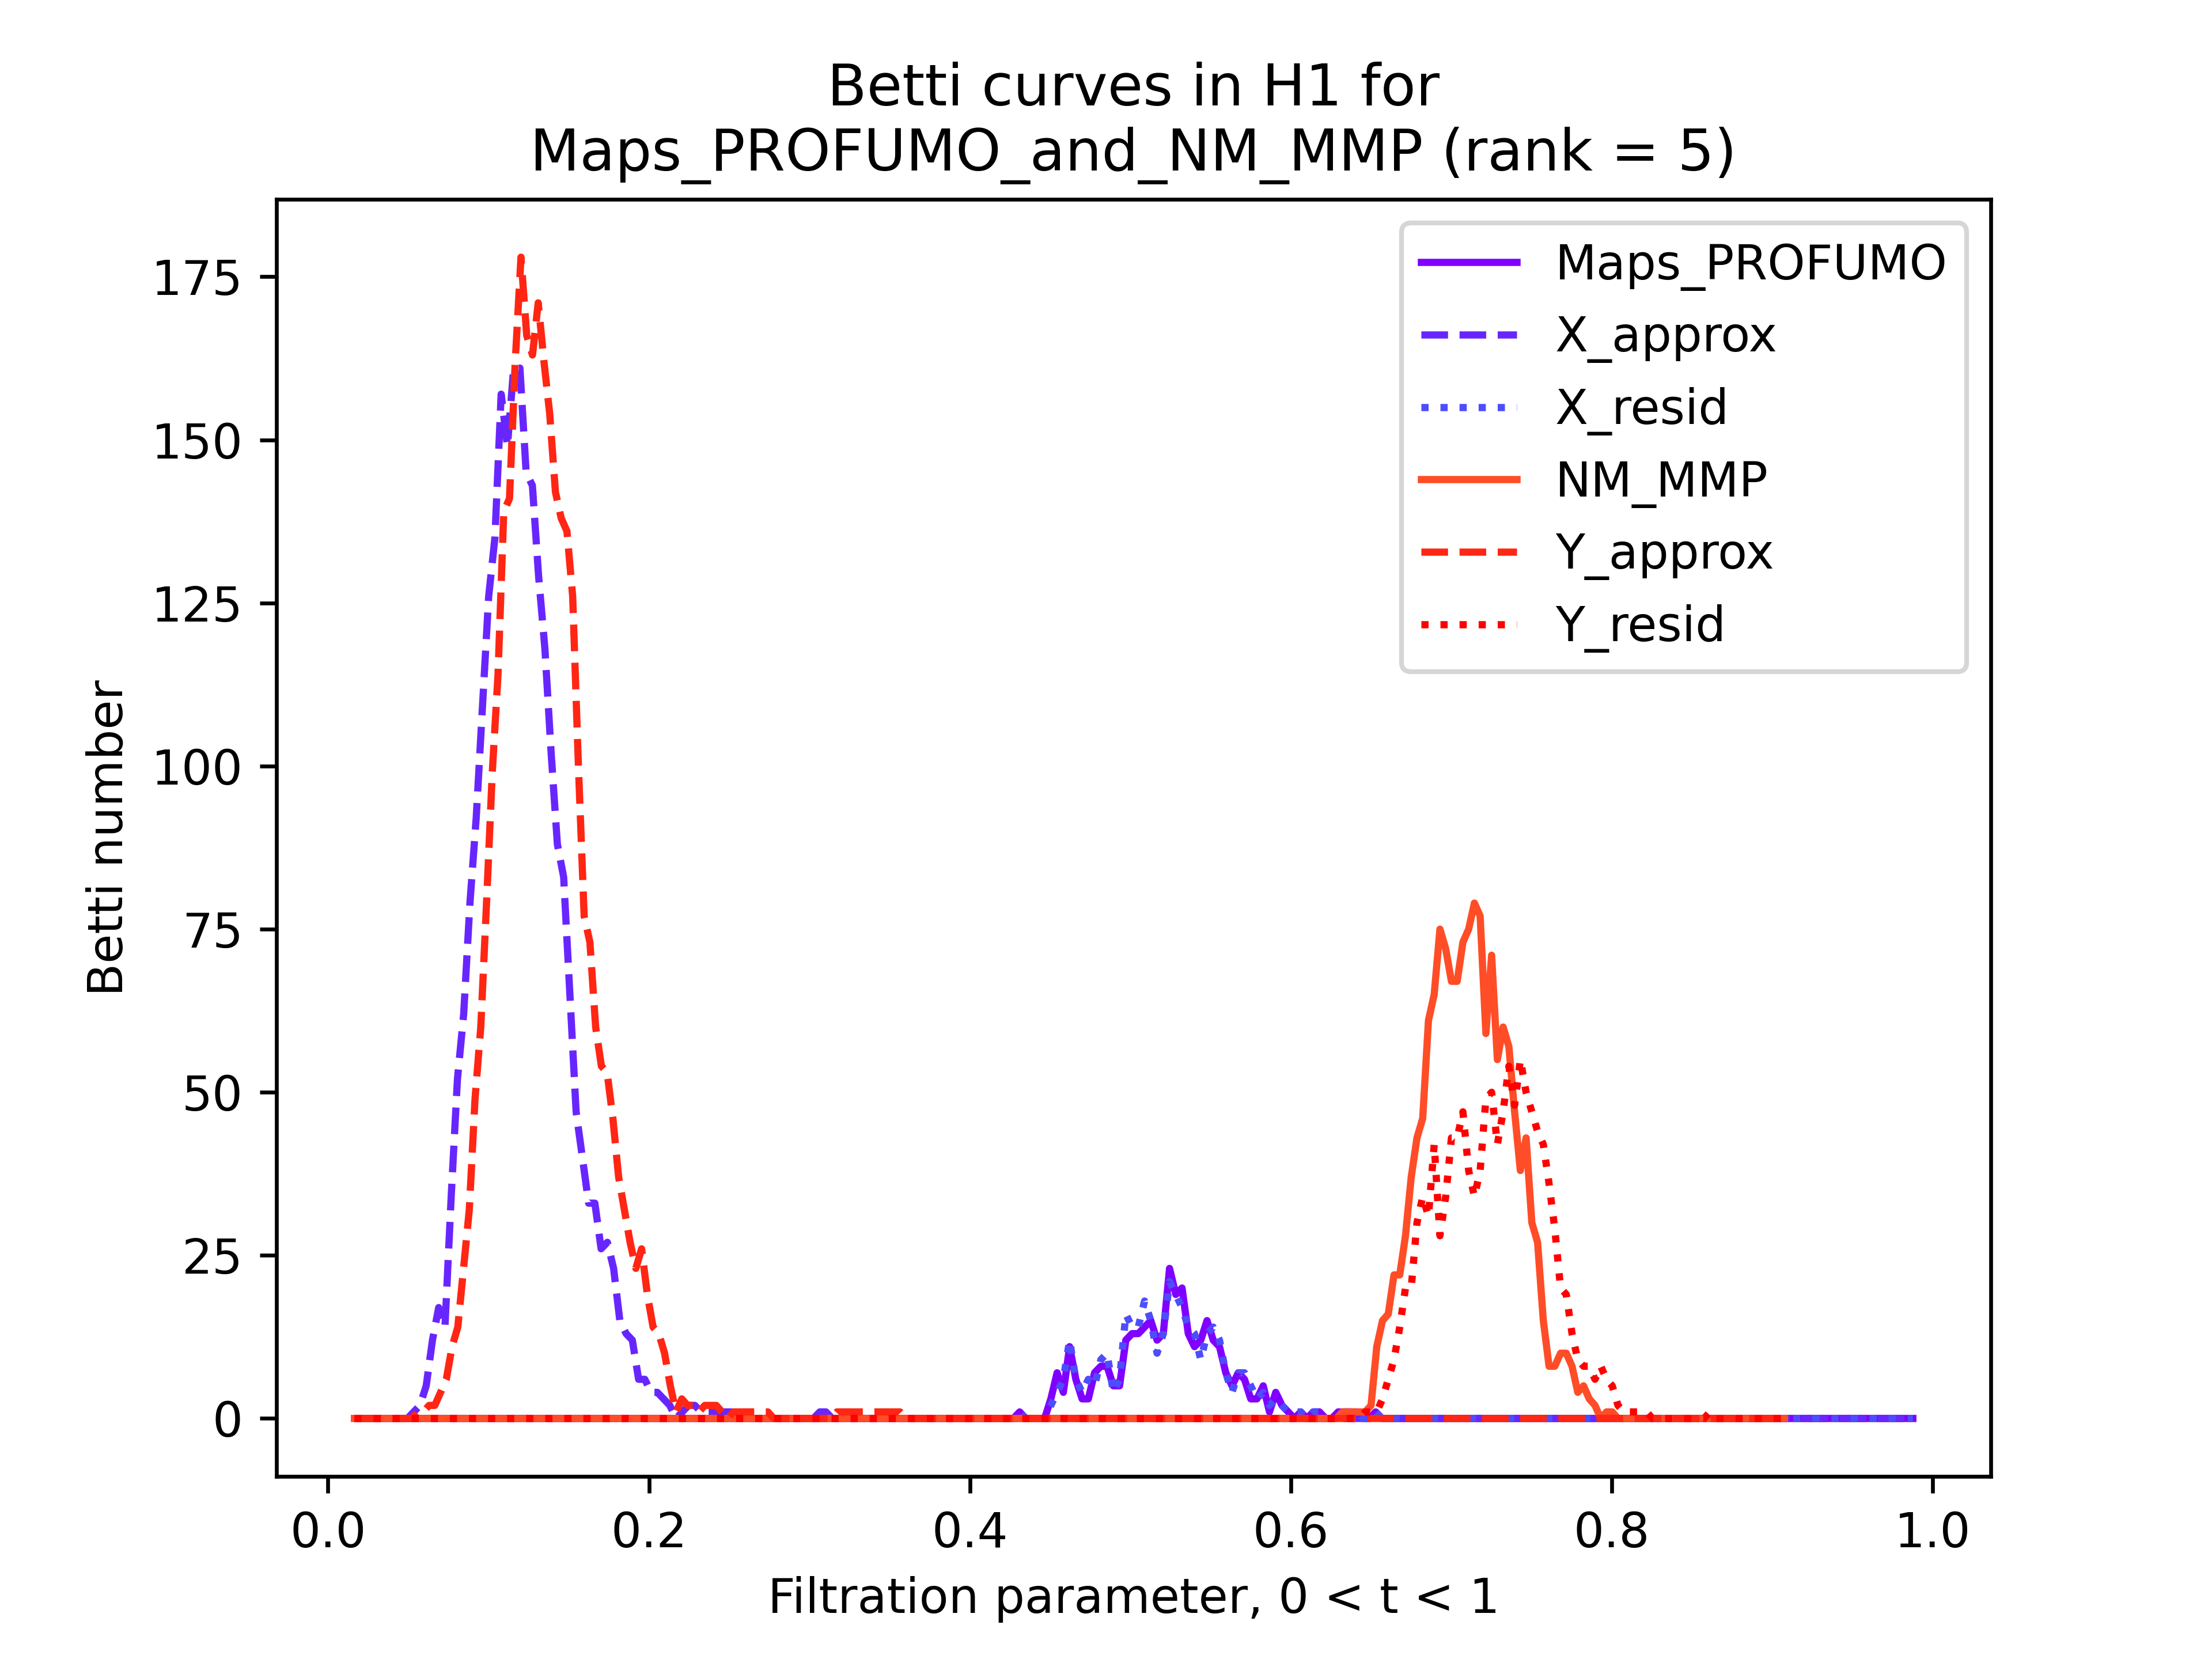 Betti curves in H1 for
Maps_PROFUMO_and_NM_MMP (rank = 5)
Maps_PROFUMO
X_approx
X_resid
NM_MMP
Y_approx
Y_resid
Betti number
175
150
125
100
75
50
25
0
0.0 0.2 0.4 0.6 0.8 1.0
Filtration parameter, 0 < t < 1